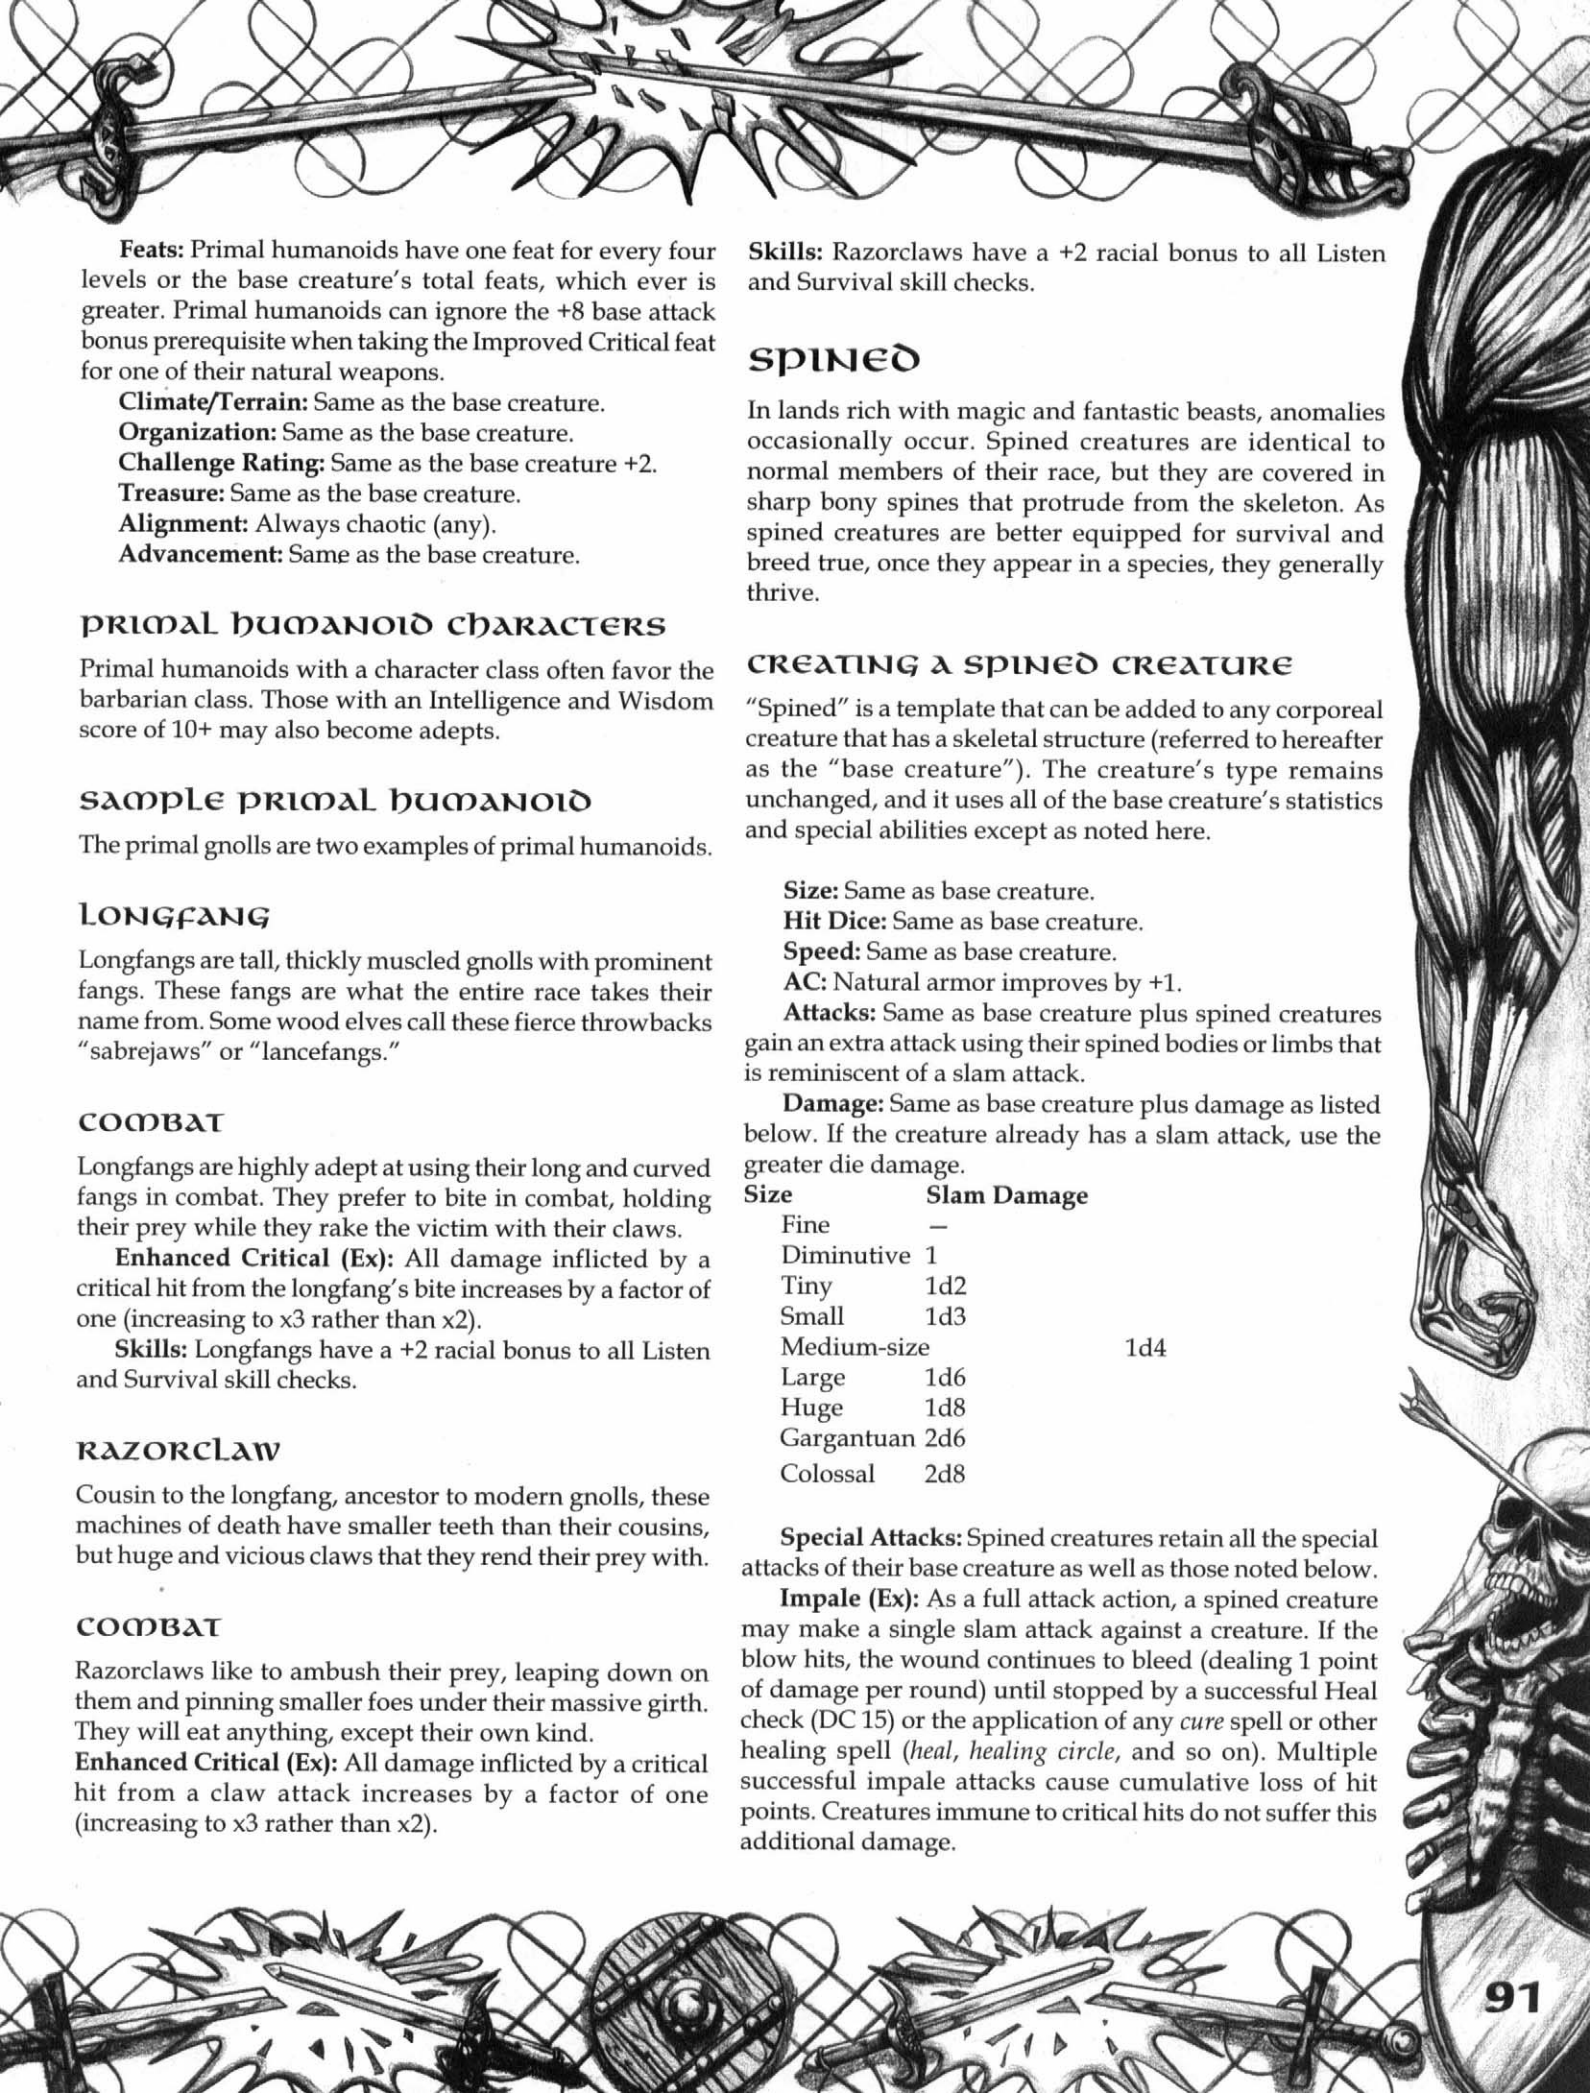 Feats: Primal humanoids have one feat for every four
levels or the base creature's total feats, which ever is
greater. Primal humanoids can ignore the +8 base attack
bonus prerequisite when taking the Improved Critical feat
for one of their natural weapons.
Climate/Terrain: Same as the base creature.
Organization: Same as the base creature.
Challenge Rating: Same as the base creature +2.
Treasure: Same as the base creature.
Alignment: Always chaotic (any).
Advancement: Same as the base creature.
PRIMAL HUMANOID CHARACTERS
Primal humanoids with a character class often favor the
barbarian class. Those with an Intelligence and Wisdom
score of 10+ may also become adepts.
SAMPLE PRIMAL HUMANOID
The primal gnolls are two examples of primal humanoids.
LONGFANG
Longfangs are tall, thickly muscled gnolls with prominent
fangs. These fangs are what the entire race takes their
name from. Some wood elves call these fierce throwbacks
"sabrejaws" or "lancefangs."
COMBAT
Longfangs are highly adept at using their long and curved
fangs in combat. They prefer to bite in combat, holding
their prey while they rake the victim with their claws.
Enhanced Critical (Ex): All damage inflicted by a
critical hit from the longfang's bite increases by a factor of
one (increasing to x3 rather than x2).
Skills: Longfangs have a +2 racial bonus to all Listen
and Survival skill checks.
RAZORCLAW
Cousin to the longfang, ancestor to modern gnolls, these
machines of death have smaller teeth than their cousins,
but huge and vicious claws that they rend their prey with.
COMBAT
Razorclaws like to ambush their prey, leaping down on
them and pinning smaller foes under their massive girth.
They will eat anything, except their own kind.
Enhanced Critical (Ex): All damage inflicted by a critical
hit from a claw attack increases by a factor of one
(increasing to x3 rather than x2).
Skills: Razorclaws have a +2 racial bonus to all Listen
and Survival skill checks.
SPINED
In lands rich with magic and fantastic beasts, anomalies
occasionally occur. Spined creatures are identical to
normal members of their race, but they are covered in
sharp bony spines that protrude from the skeleton. As
spined creatures are better equipped for survival and
breed true, once they appear in a species, they generally
thrive.
CREATING A SPINED CREATURE
"Spined" is a template that can be added to any corporeal
creature that has a skeletal structure (referred to hereafter
as the "base creature"). The creature's type remains
unchanged, and it uses all of the base creature's statistics
and special abilities except as noted here.
Size: Same as base creature.
Hit Dice: Same as base creature.
Speed: Same as base creature.
AC: Natural armor improves by +1.
Attacks: Same as base creature plus spined creatures
gain an extra attack using their spined bodies or limbs that
is reminiscent of a slam attack.
Damage: Same as base creature plus damage as listed
below. If the creature already has a slam attack, use the
greater die damage.
Size Slam Damage
Fine —
Diminutive 1
Tiny 1d2
Small 1d3
Medium-size 1d4
Large 1d6
Huge 1d8
Gargantuan 2d6
Colossal 2d8
Special Attacks: Spined creatures retain all the special
attacks of their base creature as well as those noted below.
Impale (Ex): As a full attack action, a spined creature
may make a single slam attack against a creature. If the
blow hits, the wound continues to bleed (dealing 1 point
of damage per round) until stopped by a successful Heal
check (DC 15) or the application of any cure spell or other
healing spell (heal, healing circle, and so on). Multiple
successful impale attacks cause cumulative loss of hit
points. Creatures immune to critical hits do not suffer this
additional damage.
91